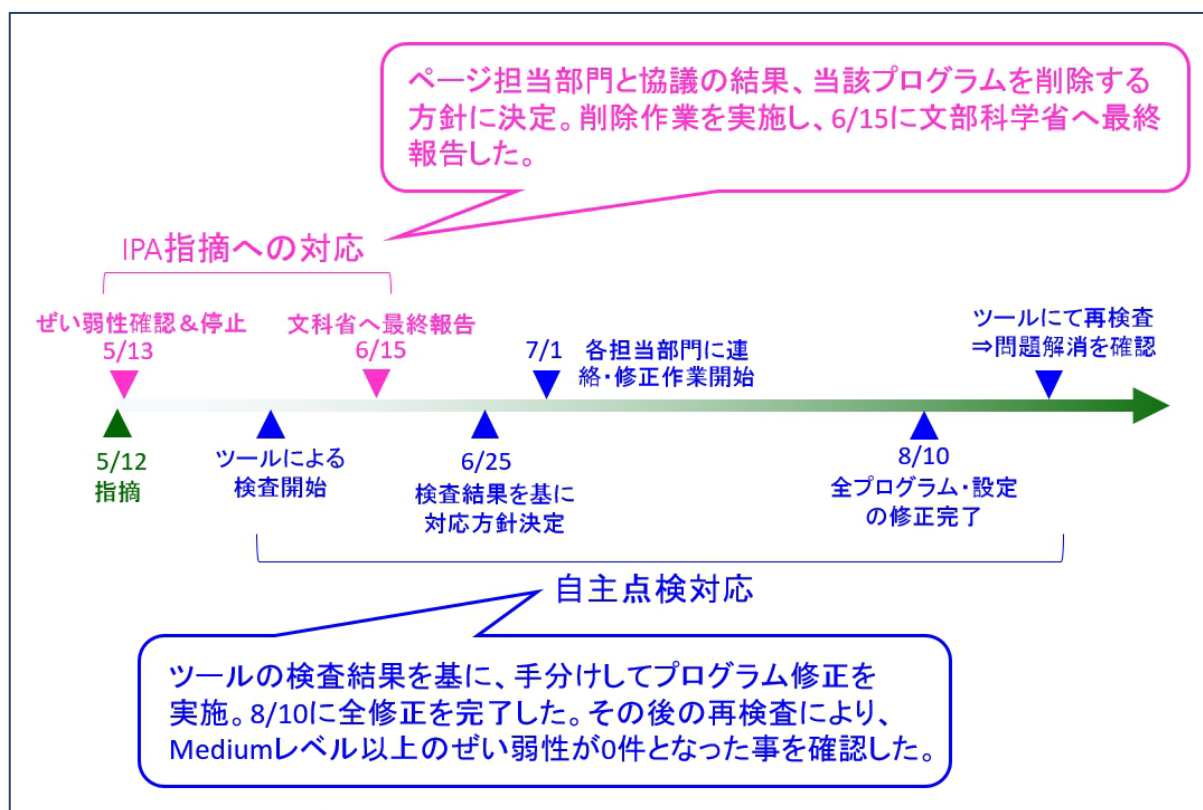 ページ担当部門と協議の結果、当該プログラムを削除する
方針に決定。削除作業を実施し、6/15に文部科学省へ最終
報告した。
IPA指摘への対応
ぜい弱性確認＆停止
5/13
文科省へ最終報告
6/15
7/1
各担当部門に連
絡・修正作業開始
ツールにて再検査
⇒問題解消を確認
5/12
指摘
ツールによる
検査開始
6/25
検査結果を基に
対応方針決定
8/10
全プログラム・設定
の修正完了
自主点検対応
ツールの検査結果を基に、手分けしてプログラム修正を
実施。8/10に全修正を完了した。その後の再検査により、
Mediumレベル以上のぜい弱性が0件となった事を確認した。